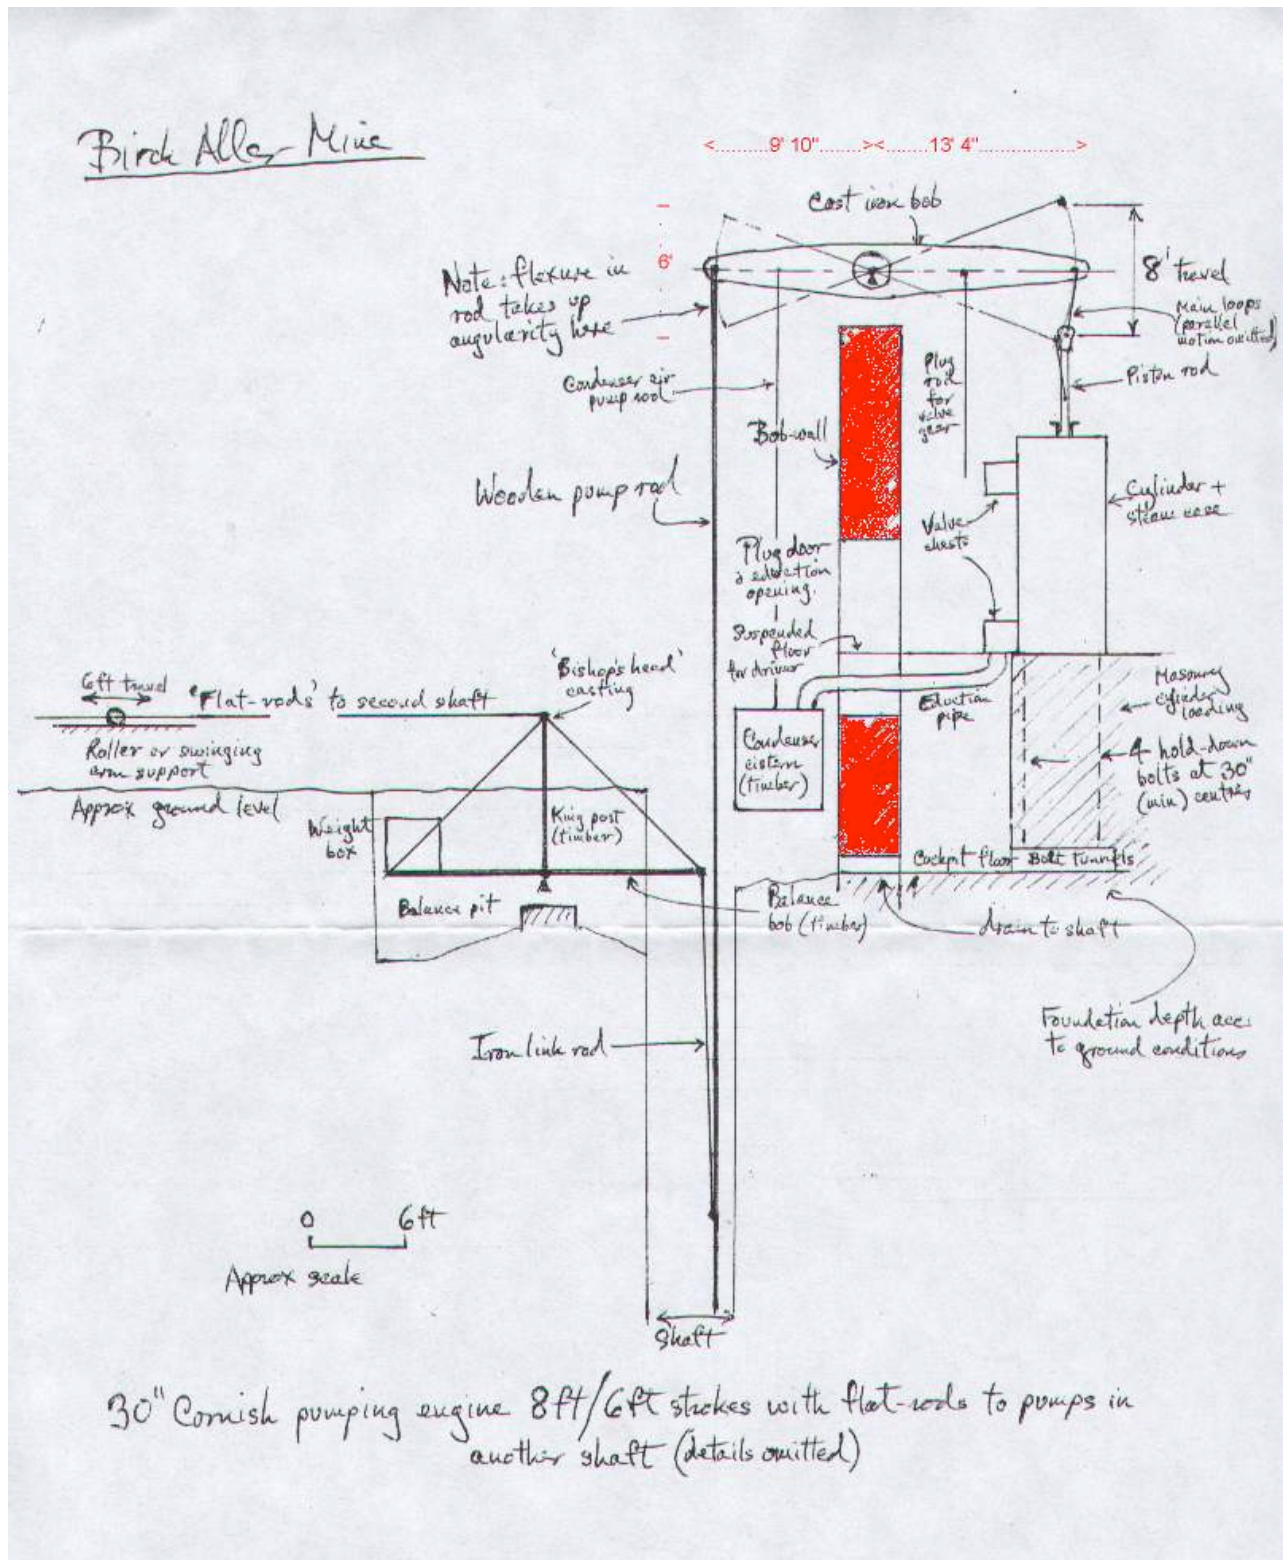 Birch Aller Mine
<.........9' 10".......><.......13' 4"................>
Cast iron bob
6'
8' travel
Note: flexure in
rod takes up
angularity here
Main loops
(parallel
motion omitted)
Piston rod
Condenser air
pump rod
Plug
rod
for
valve
gear
Bob-wall
Wooden pump rod
Cylinder +
steam case
Valve
chests
Plug door
& eduction
opening.
Suspended
floor
for driver
'Bishop's head'
casting
6ft travel
'Flat-rods' to second shaft
Eduction
pipe
Masonry
cylinder
loading
Roller or swinging
arm support
Condenser
cistern
(timber)
4 hold-down
bolts at 30"
(min) centres
Approx ground level
Weight
box
King post
(timber)
Cockpit floor
Bolt tunnels
Balance pit
Balance
bob (timber)
drain to shaft
Iron link rod
Foundation depth acc.
to ground conditions
0 6ft
Approx scale
Shaft
30" Cornish pumping engine 8ft/6ft strokes with flat-rods to pumps in
another shaft (details omitted)